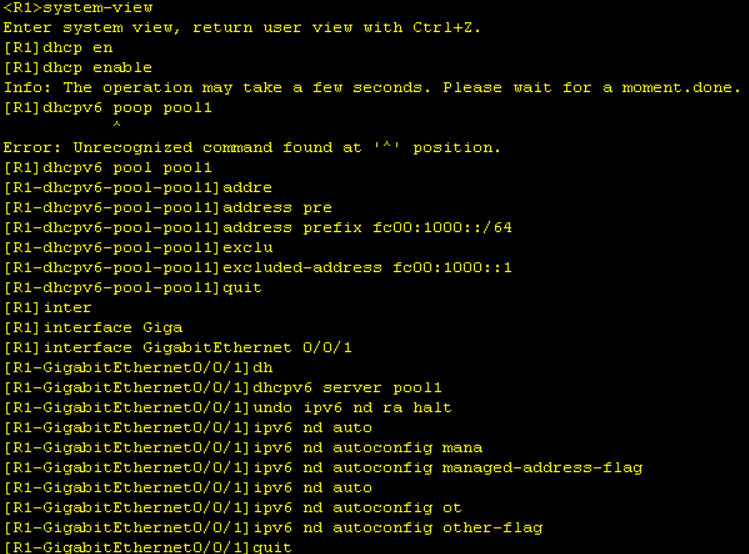 <R1>system-view
Enter system view, return user view with Ctrl+Z.
[R1]dhcp en
[R1]dhcp enable
Info: The operation may take a few seconds. Please wait for a moment.done.
[R1]dhcpv6 poop pool1
^
Error: Unrecognized command found at '^' position.
[R1]dhcpv6 pool pool1
[R1-dhcpv6-pool-pool1]addre
[R1-dhcpv6-pool-pool1]address pre
[R1-dhcpv6-pool-pool1]address prefix fc00:1000::/64
[R1-dhcpv6-pool-pool1]exclu
[R1-dhcpv6-pool-pool1]excluded-address fc00:1000::1
[R1-dhcpv6-pool-pool1]quit
[R1]inter
[R1]interface Giga
[R1]interface GigabitEthernet 0/0/1
[R1-GigabitEthernet0/0/1]dh
[R1-GigabitEthernet0/0/1]dhcpv6 server pool1
[R1-GigabitEthernet0/0/1]undo ipv6 nd ra halt
[R1-GigabitEthernet0/0/1]ipv6 nd auto
[R1-GigabitEthernet0/0/1]ipv6 nd autoconfig mana
[R1-GigabitEthernet0/0/1]ipv6 nd autoconfig managed-address-flag
[R1-GigabitEthernet0/0/1]ipv6 nd auto
[R1-GigabitEthernet0/0/1]ipv6 nd autoconfig ot
[R1-GigabitEthernet0/0/1]ipv6 nd autoconfig other-flag
[R1-GigabitEthernet0/0/1]quit